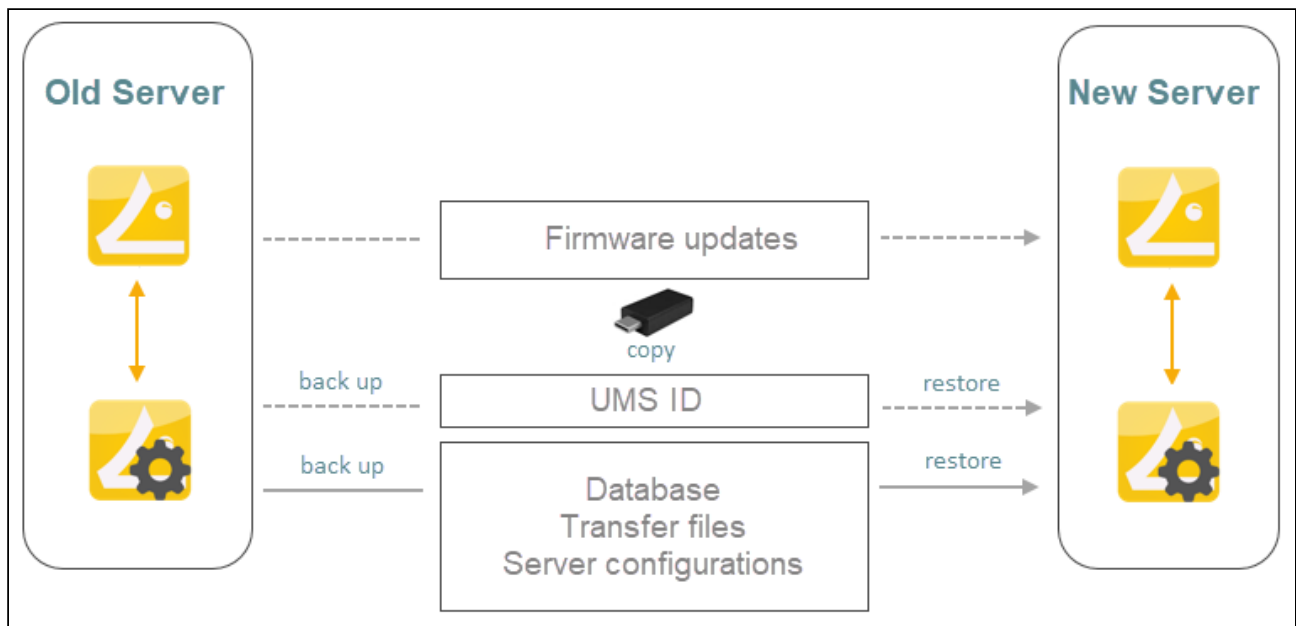 Old Server
New Server
Firmware updates
copy
back up
UMS ID
restore
back up
Database
Transfer files
Server configurations
restore